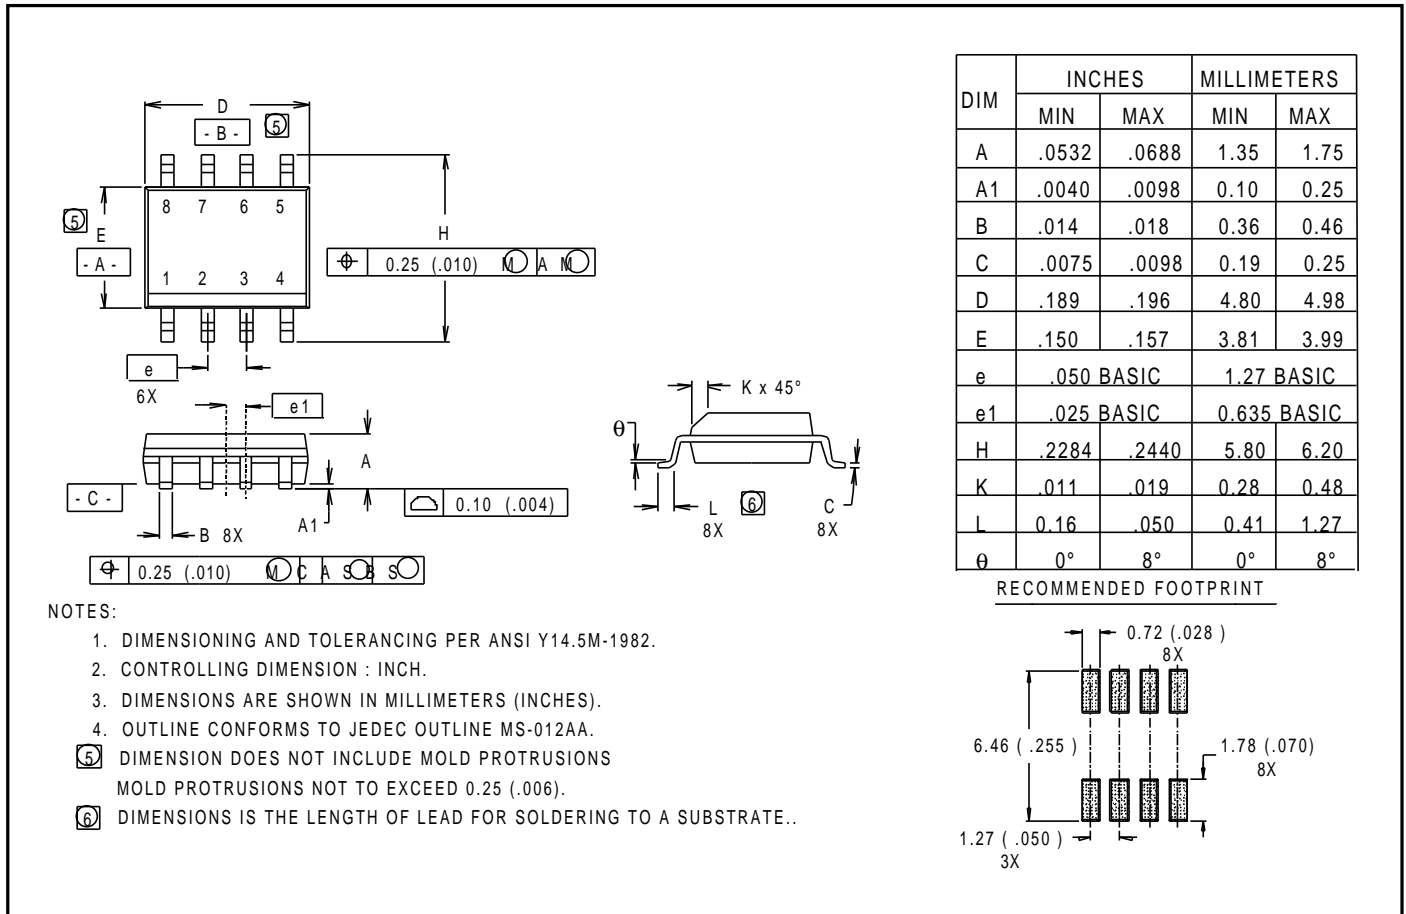 D
- B -
5
8 7 6 5
5
E
- A -
H
0.25 (.010) M A M
1 2 3 4
e
6X
e1
A
- C -
0.10 (.004)
A1
B 8X
0.25 (.010) M C A S B S
K x 45°
θ
L
8X
6
C
8X
DIM INCHES MILLIMETERS
MIN MAX MIN MAX
A .0532 .0688 1.35 1.75
A1 .0040 .0098 0.10 0.25
B .014 .018 0.36 0.46
C .0075 .0098 0.19 0.25
D .189 .196 4.80 4.98
E .150 .157 3.81 3.99
e .050 BASIC 1.27 BASIC
e1 .025 BASIC 0.635 BASIC
H .2284 .2440 5.80 6.20
K .011 .019 0.28 0.48
L 0.16 .050 0.41 1.27
θ 0° 8° 0° 8°
RECOMMENDED FOOTPRINT
0.72 (.028 )
8X
6.46 ( .255 )
1.78 (.070)
8X
1.27 ( .050 )
3X
NOTES:
1. DIMENSIONING AND TOLERANCING PER ANSI Y14.5M-1982.
2. CONTROLLING DIMENSION : INCH.
3. DIMENSIONS ARE SHOWN IN MILLIMETERS (INCHES).
4. OUTLINE CONFORMS TO JEDEC OUTLINE MS-012AA.
5 DIMENSION DOES NOT INCLUDE MOLD PROTRUSIONS
MOLD PROTRUSIONS NOT TO EXCEED 0.25 (.006).
6 DIMENSIONS IS THE LENGTH OF LEAD FOR SOLDERING TO A SUBSTRATE..